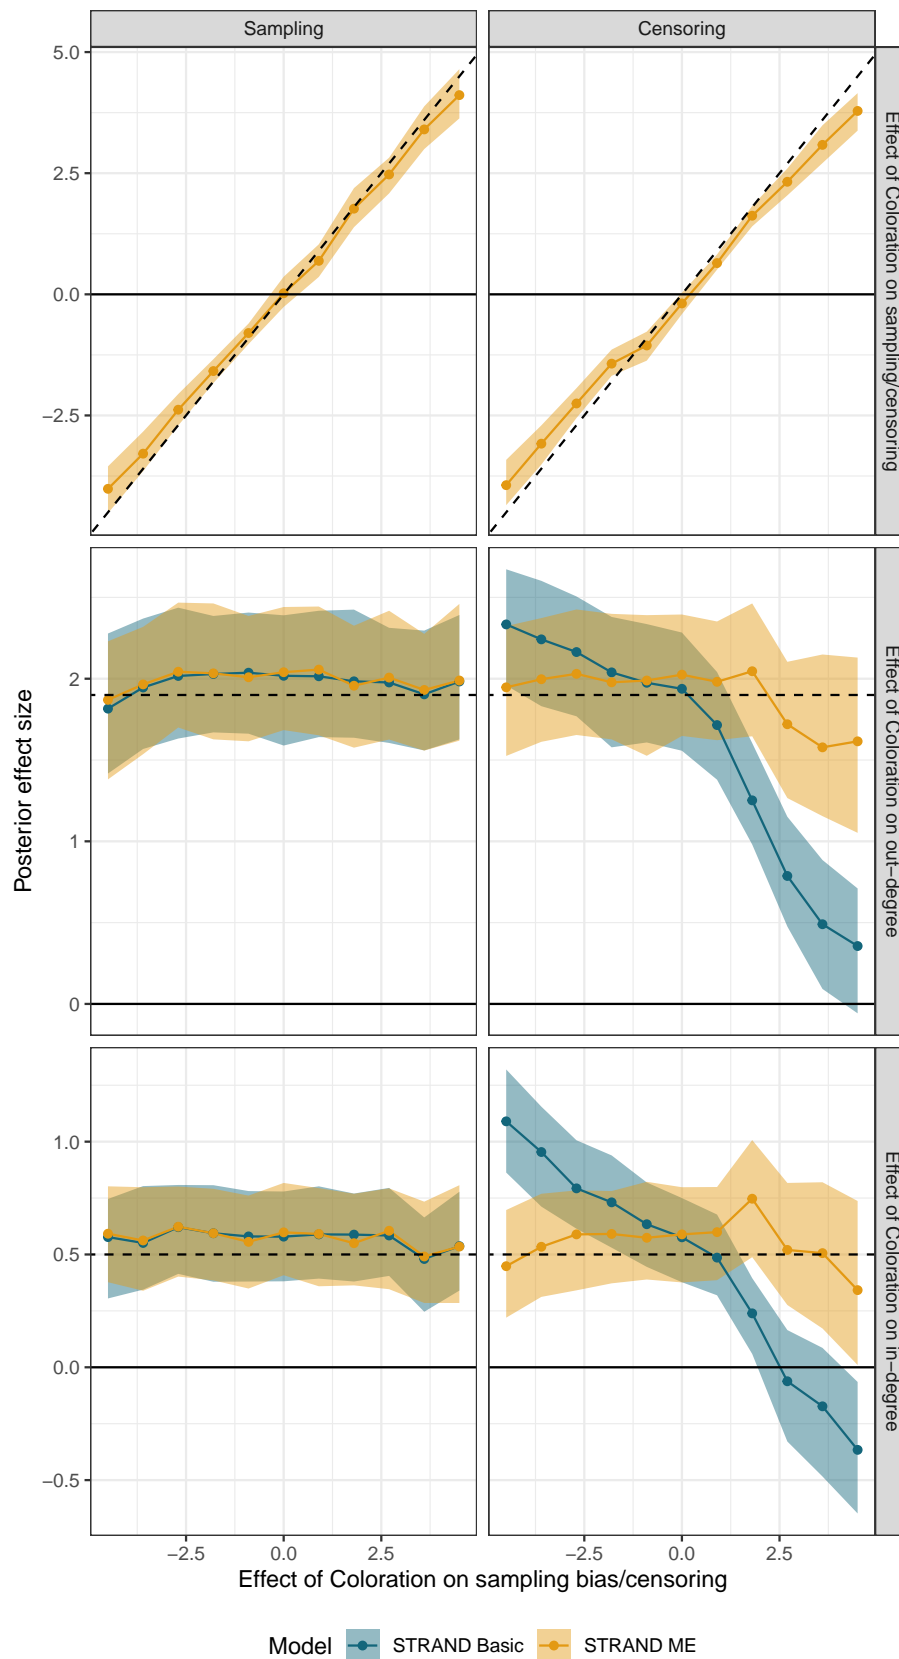 Sampling
Censoring
5.0
2.5
0.0
−2.5
Effect of Coloration on sampling/censoring
2
1
0
Effect of Coloration on out−degree
Posterior effect size
1.0
0.5
0.0
−0.5
Effect of Coloration on in−degree
−2.5 0.0 2.5
−2.5 0.0 2.5
Effect of Coloration on sampling bias/censoring
Model STRAND Basic STRAND ME